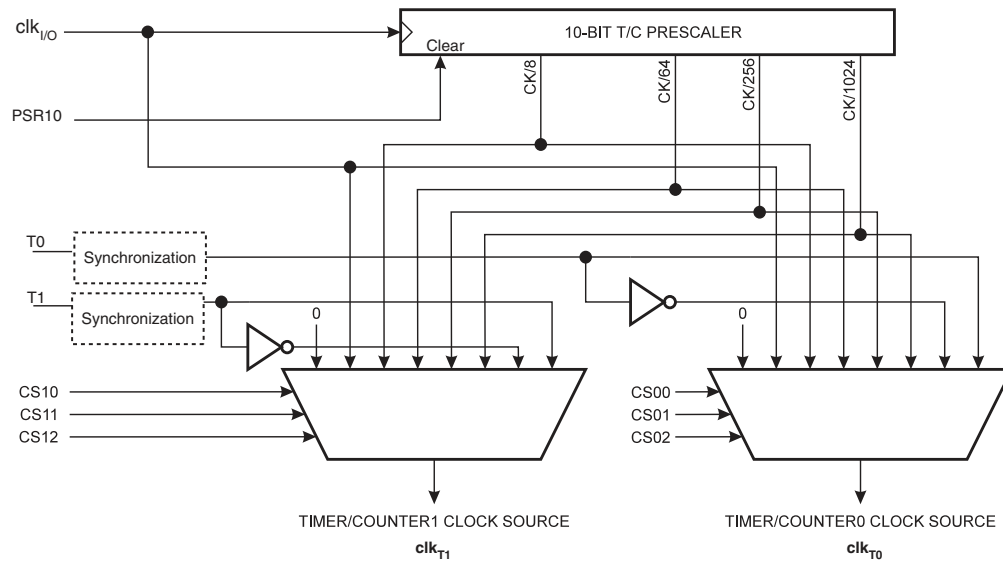 clkI/O
10-BIT T/C PRESCALER
Clear
CK/8
CK/64
CK/256
CK/1024
PSR10
T0
Synchronization
T1
Synchronization
0
0
CS10
CS11
CS12
CS00
CS01
CS02
TIMER/COUNTER1 CLOCK SOURCE
clkT1
TIMER/COUNTER0 CLOCK SOURCE
clkT0